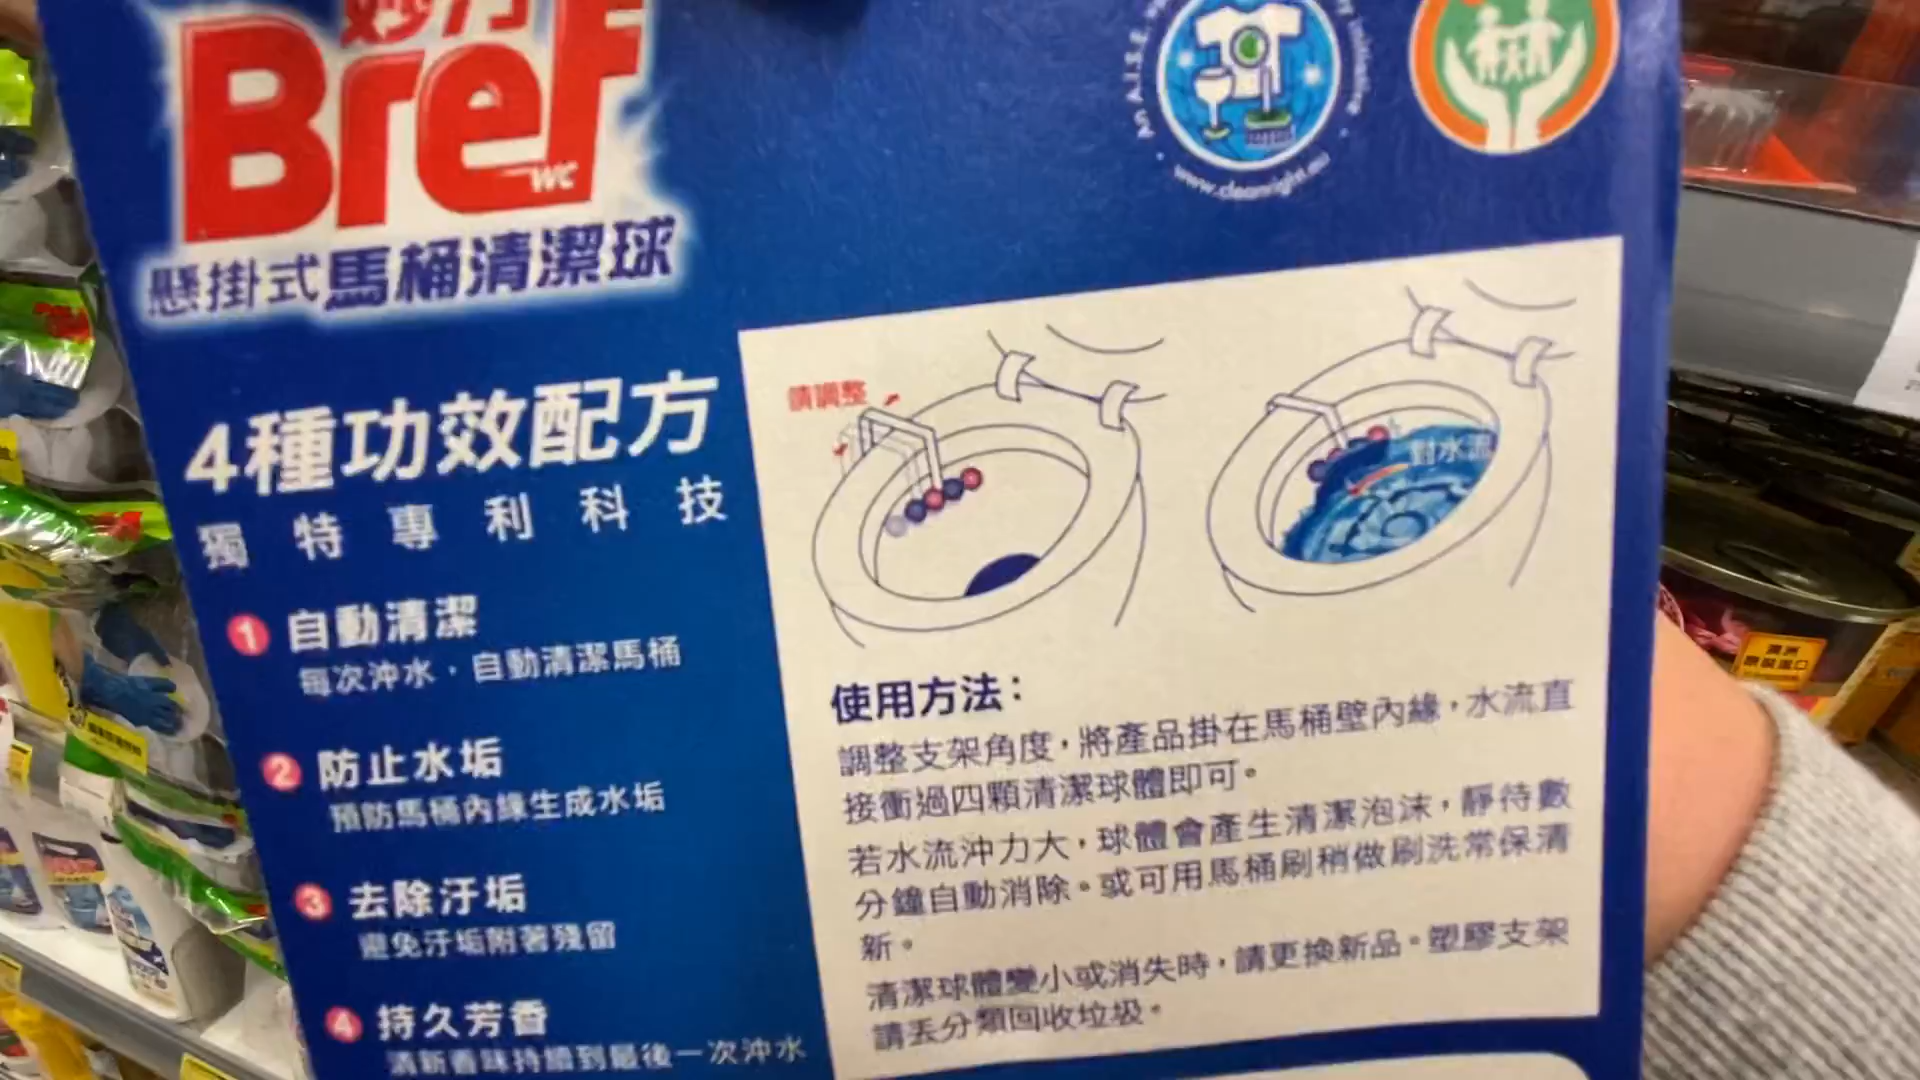 妙力
Bref
WC
懸掛式馬桶清潔球
www.cleanright.eu
4種功效配方
獨特專利科技
1 自動清潔
每次沖水，自動清潔馬桶
2 防止水垢
預防馬桶內緣生成水垢
3 去除汙垢
避免汙垢附著殘留
4 持久芳香
清新香味持續到最後一次沖水
請調整
對水流
使用方法：
調整支架角度，將產品掛在馬桶壁內緣，水流直
接衝過四顆清潔球體即可。
若水流沖力大，球體會產生清潔泡沫，靜待數
分鐘自動消除。或可用馬桶刷稍做刷洗常保清
新。
清潔球體變小或消失時，請更換新品。塑膠支架
請丟分類回收垃圾。
澳洲
原裝進口